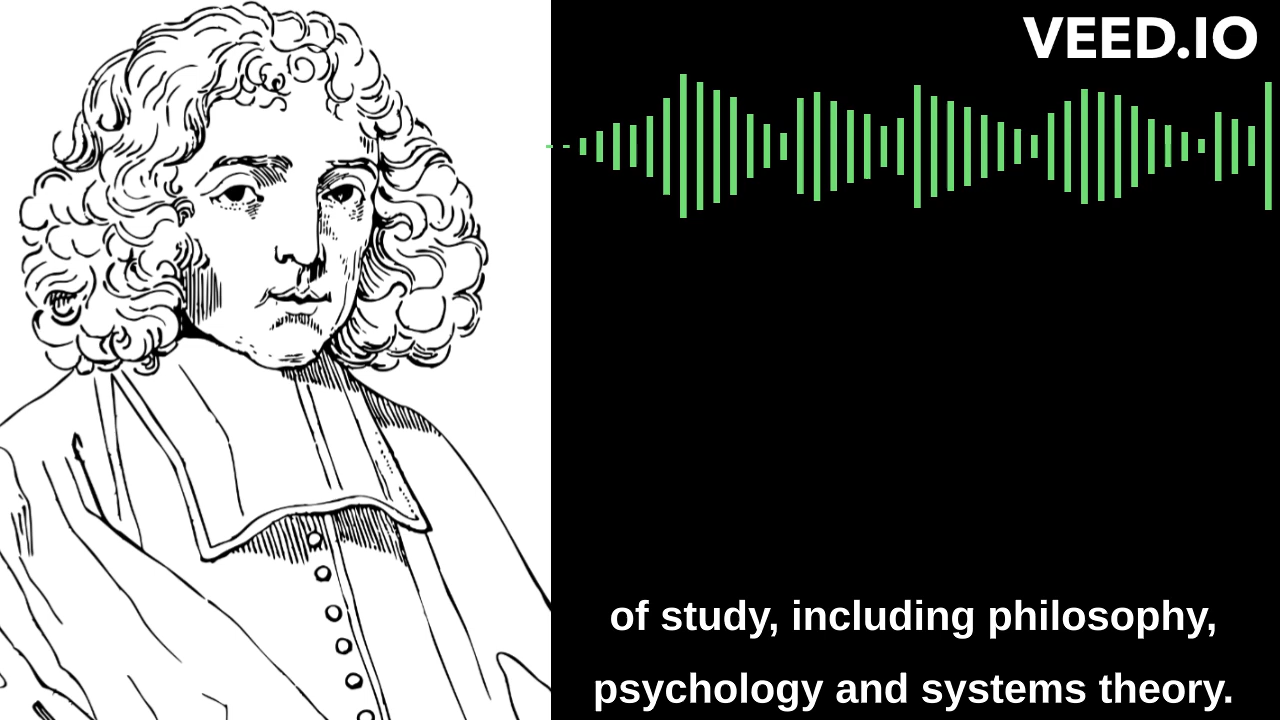 VEED.IO
of study, including philosophy,
psychology and systems theory.